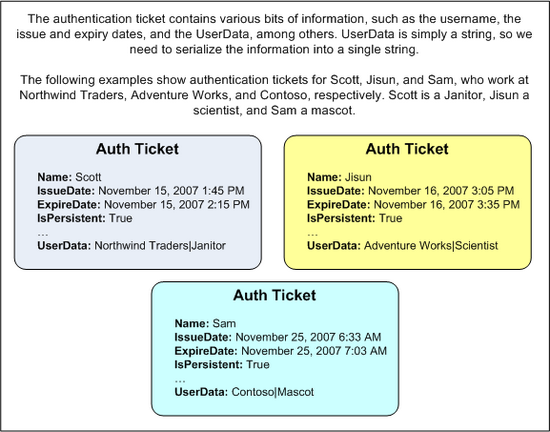 The authentication ticket contains various bits of information, such as the username, the
issue and expiry dates, and the UserData, among others. UserData is simply a string, so we
need to serialize the information into a single string.
The following examples show authentication tickets for Scott, Jisun, and Sam, who work at
Northwind Traders, Adventure Works, and Contoso, respectively. Scott is a Janitor, Jisun a
scientist, and Sam a mascot.
Auth Ticket
Name: Scott
IssueDate: November 15, 2007 1:45 PM
ExpireDate: November 15, 2007 2:15 PM
IsPersistent: True
…
UserData: Northwind Traders|Janitor
Auth Ticket
Name: Jisun
IssueDate: November 16, 2007 3:05 PM
ExpireDate: November 16, 2007 3:35 PM
IsPersistent: True
…
UserData: Adventure Works|Scientist
Auth Ticket
Name: Sam
IssueDate: November 25, 2007 6:33 AM
ExpireDate: November 25, 2007 7:03 AM
IsPersistent: True
…
UserData: Contoso|Mascot